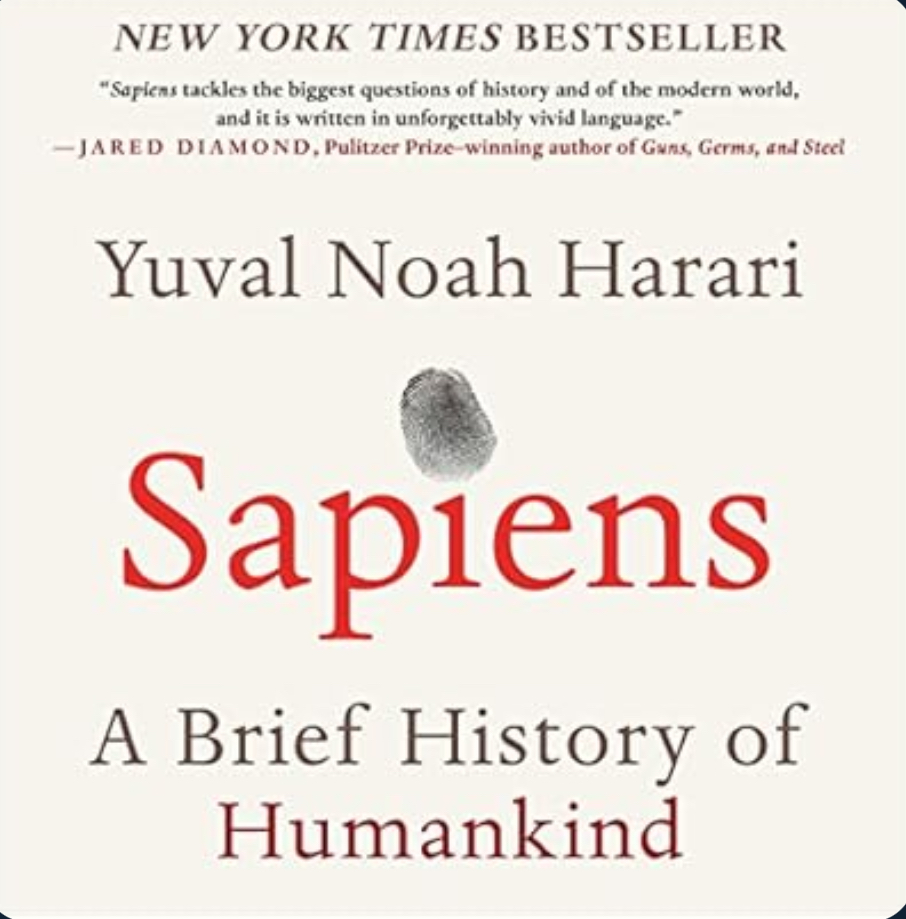 NEW YORK TIMES BESTSELLER
“Sapiens tackles the biggest questions of history and of the modern world,
and it is written in unforgettably vivid language.”
—JARED DIAMOND, Pulitzer Prize–winning author of Guns, Germs, and Steel
Yuval Noah Harari
Sapiens
A Brief History of
Humankind